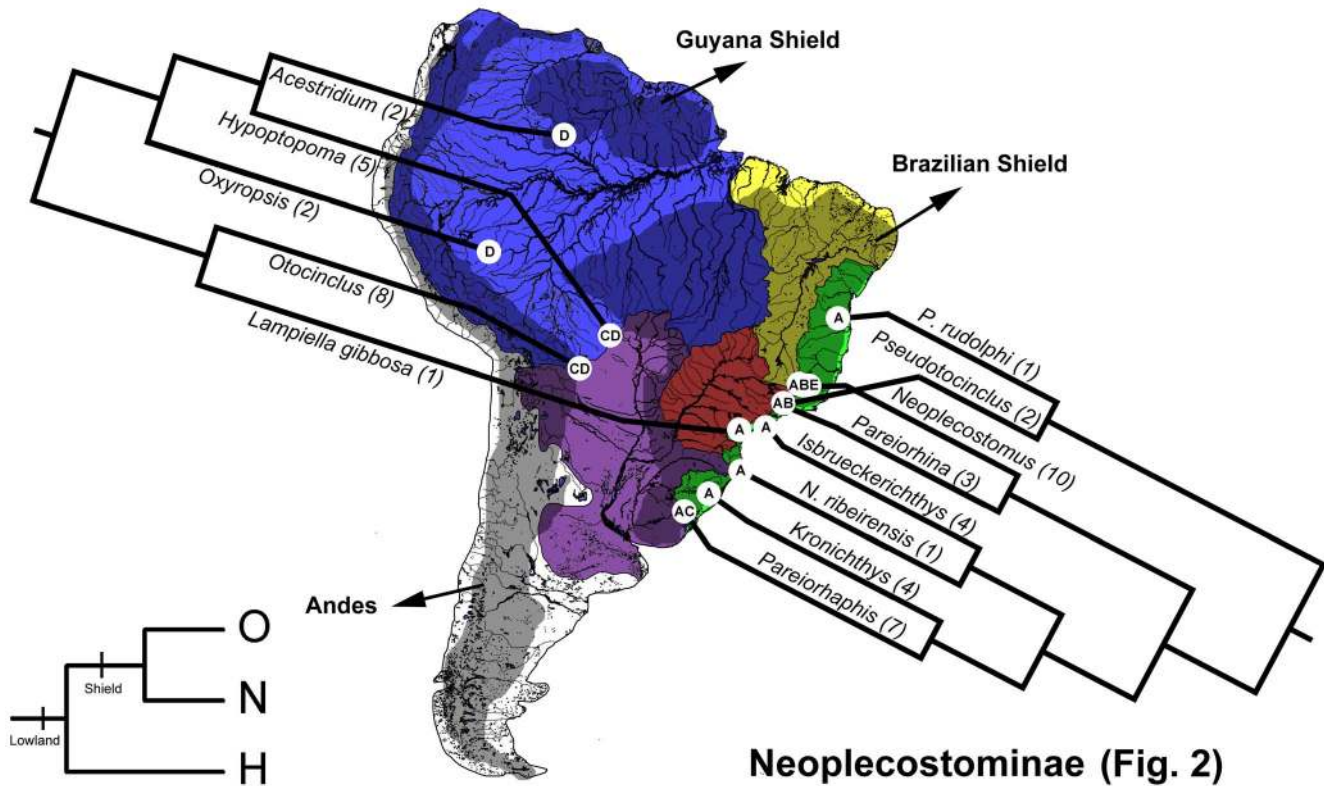 Guyana Shield
Brazilian Shield
Andes
Acestridium (2)
Hypoptopoma (5)
Oxyropsis (2)
Otocinclus (8)
Lampiella gibbosa (1)
D
D
CD
CD
A
A
ABE
AB
A
A
A
AC
P. rudolphi (1)
Pseudotocinclus (2)
Neoplecostomus (10)
Pareiorhina (3)
Isbrueckerichthys (4)
N. ribeirensis (1)
Kronichthys (4)
Pareiorhaphis (7)
O
Shield
N
Lowland
H
Neoplecostominae (Fig. 2)